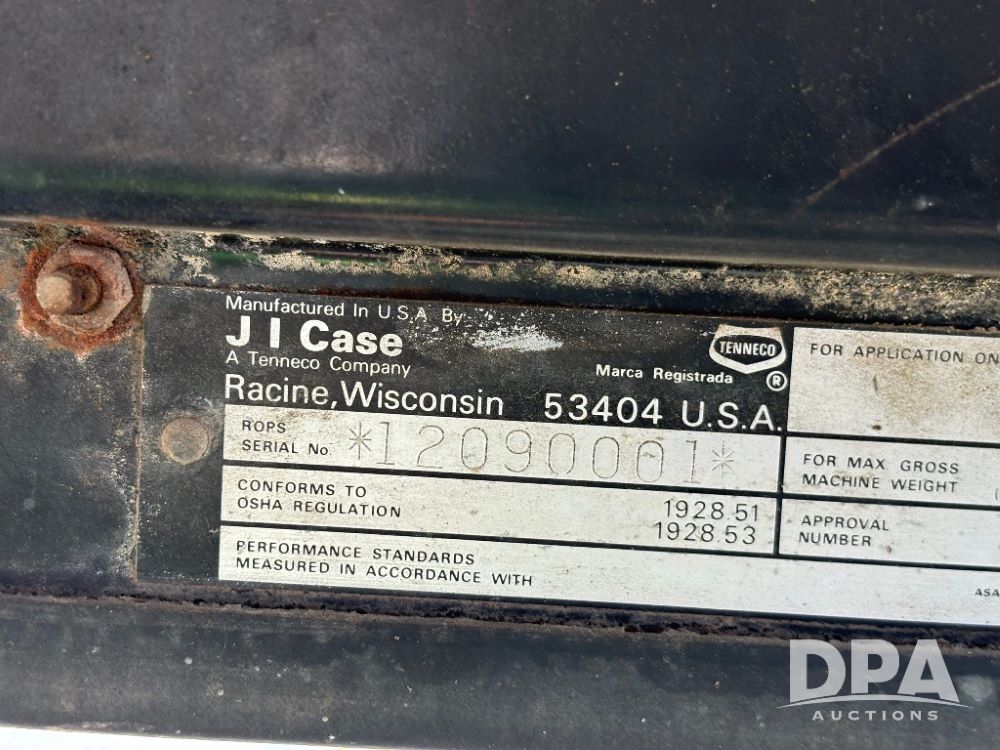 Manufactured In U.S.A. By
J I Case
A Tenneco Company
Racine, Wisconsin 53404 U.S.A.
TENNECO
Marca Registrada ®
ROPS
SERIAL No. *12090001*
CONFORMS TO
OSHA REGULATION
1928.51
1928.53
PERFORMANCE STANDARDS
MEASURED IN ACCORDANCE WITH
FOR APPLICATION ON
FOR MAX GROSS
MACHINE WEIGHT
APPROVAL
NUMBER
ASA
DPA
AUCTIONS